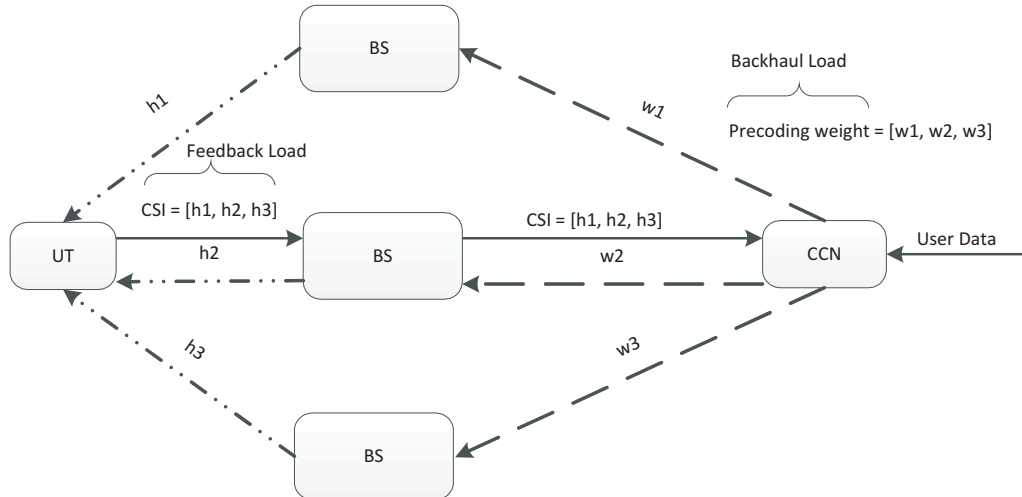 BS
Backhaul Load
h1
w1
Precoding weight = [w1, w2, w3]
Feedback Load
CSI = [h1, h2, h3]
CSI = [h1, h2, h3]
UT
h2
BS
w2
CCN
User Data
h3
w3
BS